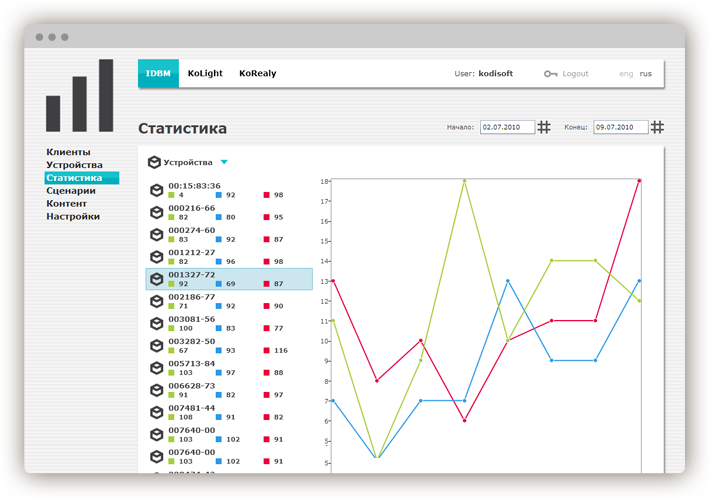 IDBM KoLight KoRealy User: kodisoft Logout eng rus
Статистика Начало: 02.07.2010 Конец: 09.07.2010
Клиенты
Устройства
Статистика
Сценарии
Контент
Настройки
Устройства
00:15:83:36
4 92 98
000216-66
82 80 95
000274-60
83 92 87
001212-27
82 96 98
001327-72
92 69 87
002186-77
71 92 90
003081-56
100 83 77
003282-50
67 93 116
005713-84
103 97 88
006628-73
91 82 97
007481-44
108 91 82
007640-00
103 102 91
007640-00
103 102 91
18
17
16
15
14
13
12
11
10
9
8
7
6
5
5